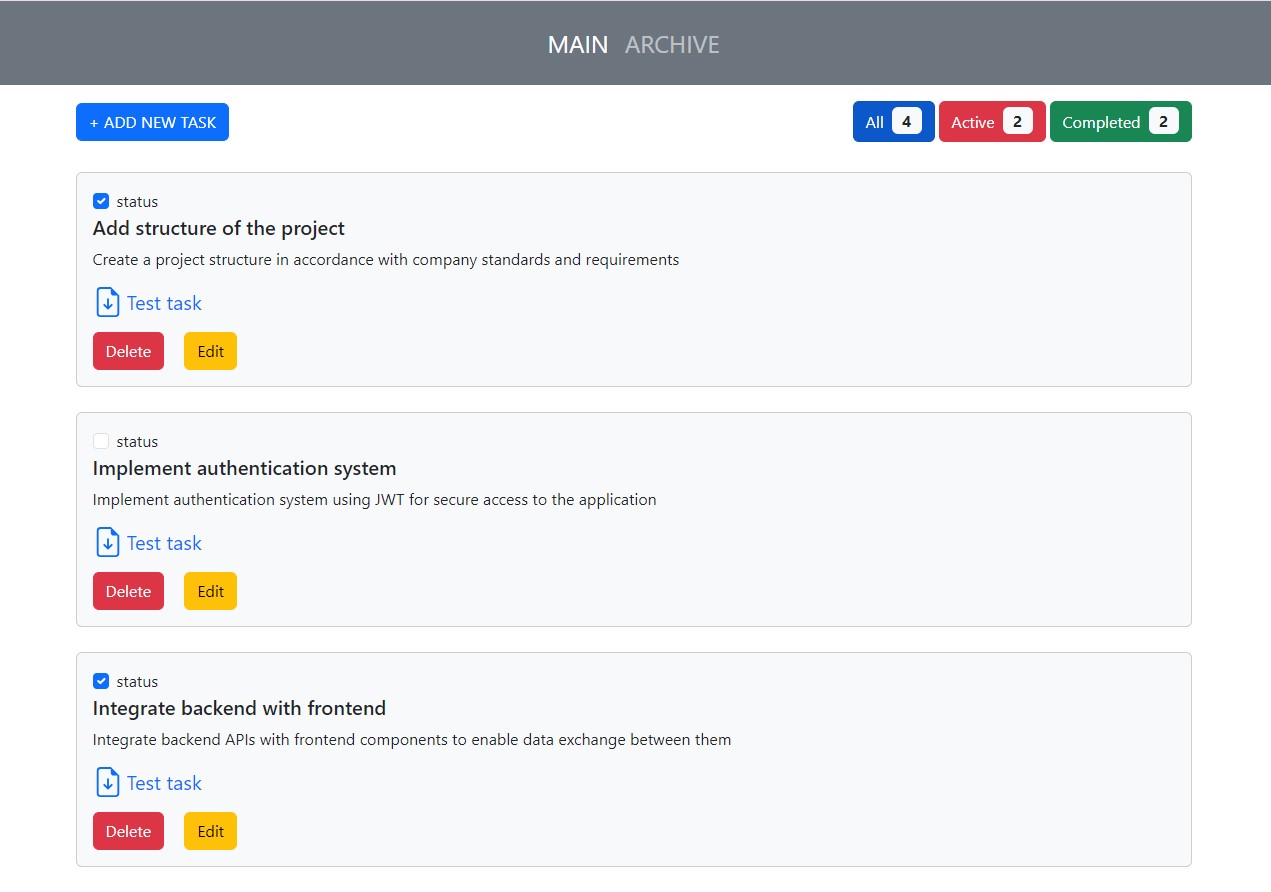 MAIN ARCHIVE
+ ADD NEW TASK All 4 Active 2 Completed 2
status
Add structure of the project
Create a project structure in accordance with company standards and requirements
Test task
Delete Edit
status
Implement authentication system
Implement authentication system using JWT for secure access to the application
Test task
Delete Edit
status
Integrate backend with frontend
Integrate backend APIs with frontend components to enable data exchange between them
Test task
Delete Edit